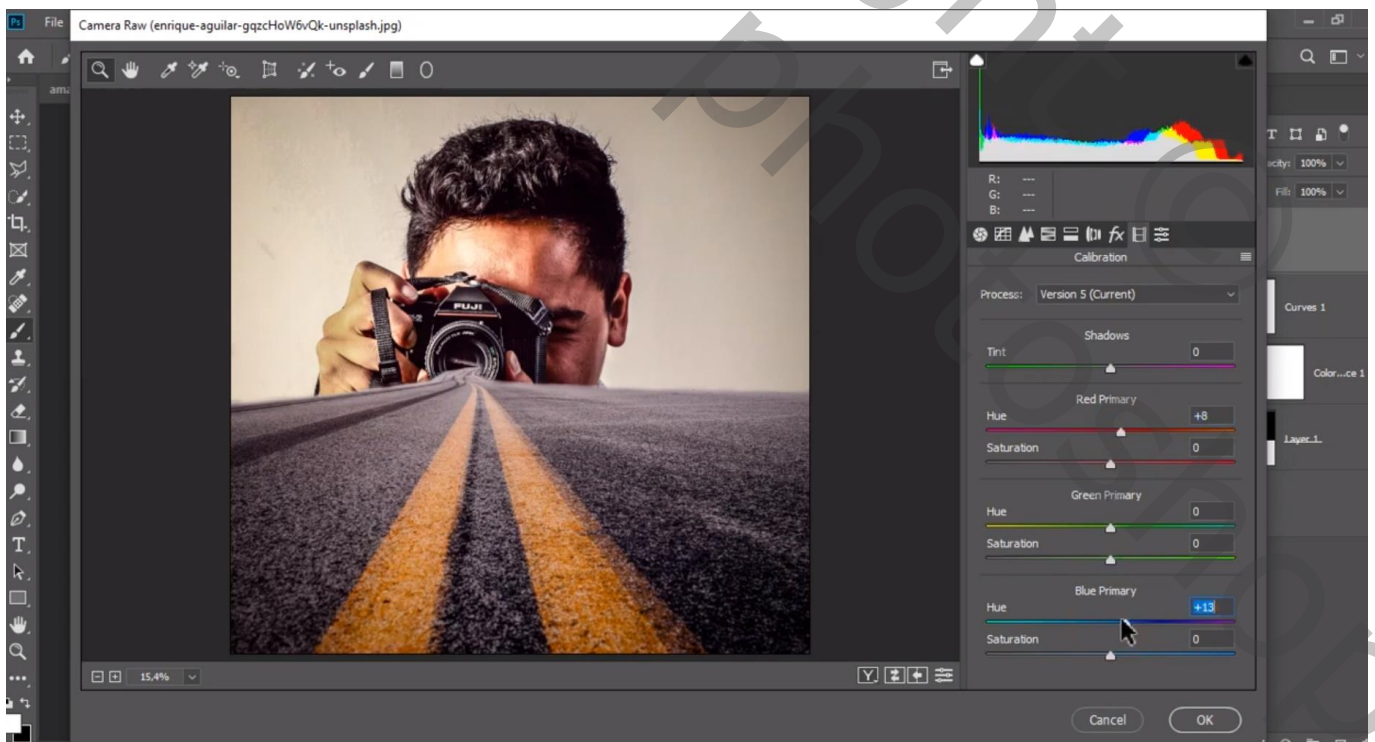 Ps File Camera Raw (enrique-aguilar-gqzcHoW6vQk-unsplash.jpg)
R: ---
G: ---
B: ---
Opacity: 100%
Fill: 100%
Calibration
Process: Version 5 (Current)
Shadows
Tint 0
Red Primary
Hue +8
Saturation 0
Green Primary
Hue 0
Saturation 0
Blue Primary
Hue +13
Saturation 0
Curves 1
Color...ce 1
Layer 1
FUJI
15,4%
Cancel OK
photoshop